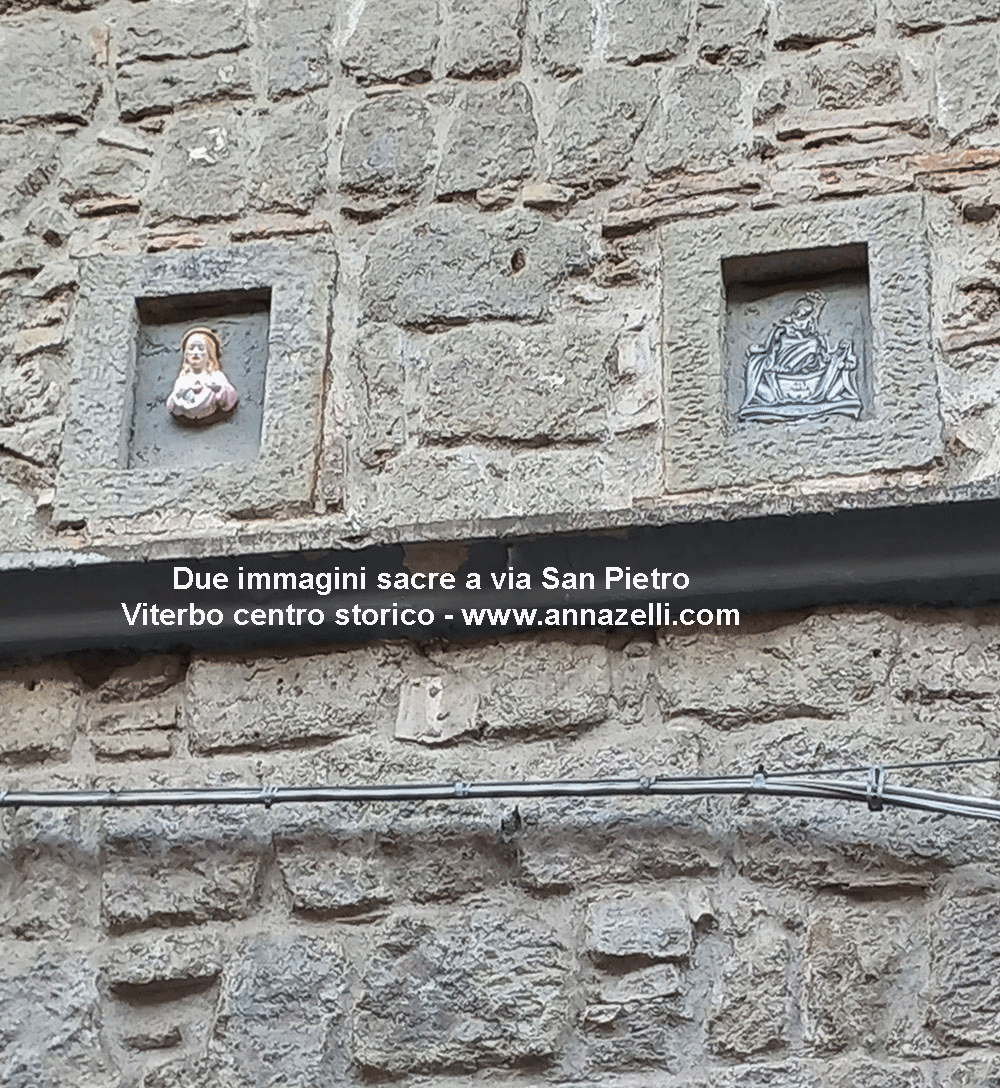 Due immagini sacre a via San Pietro
Viterbo centro storico - www.annazelli.com